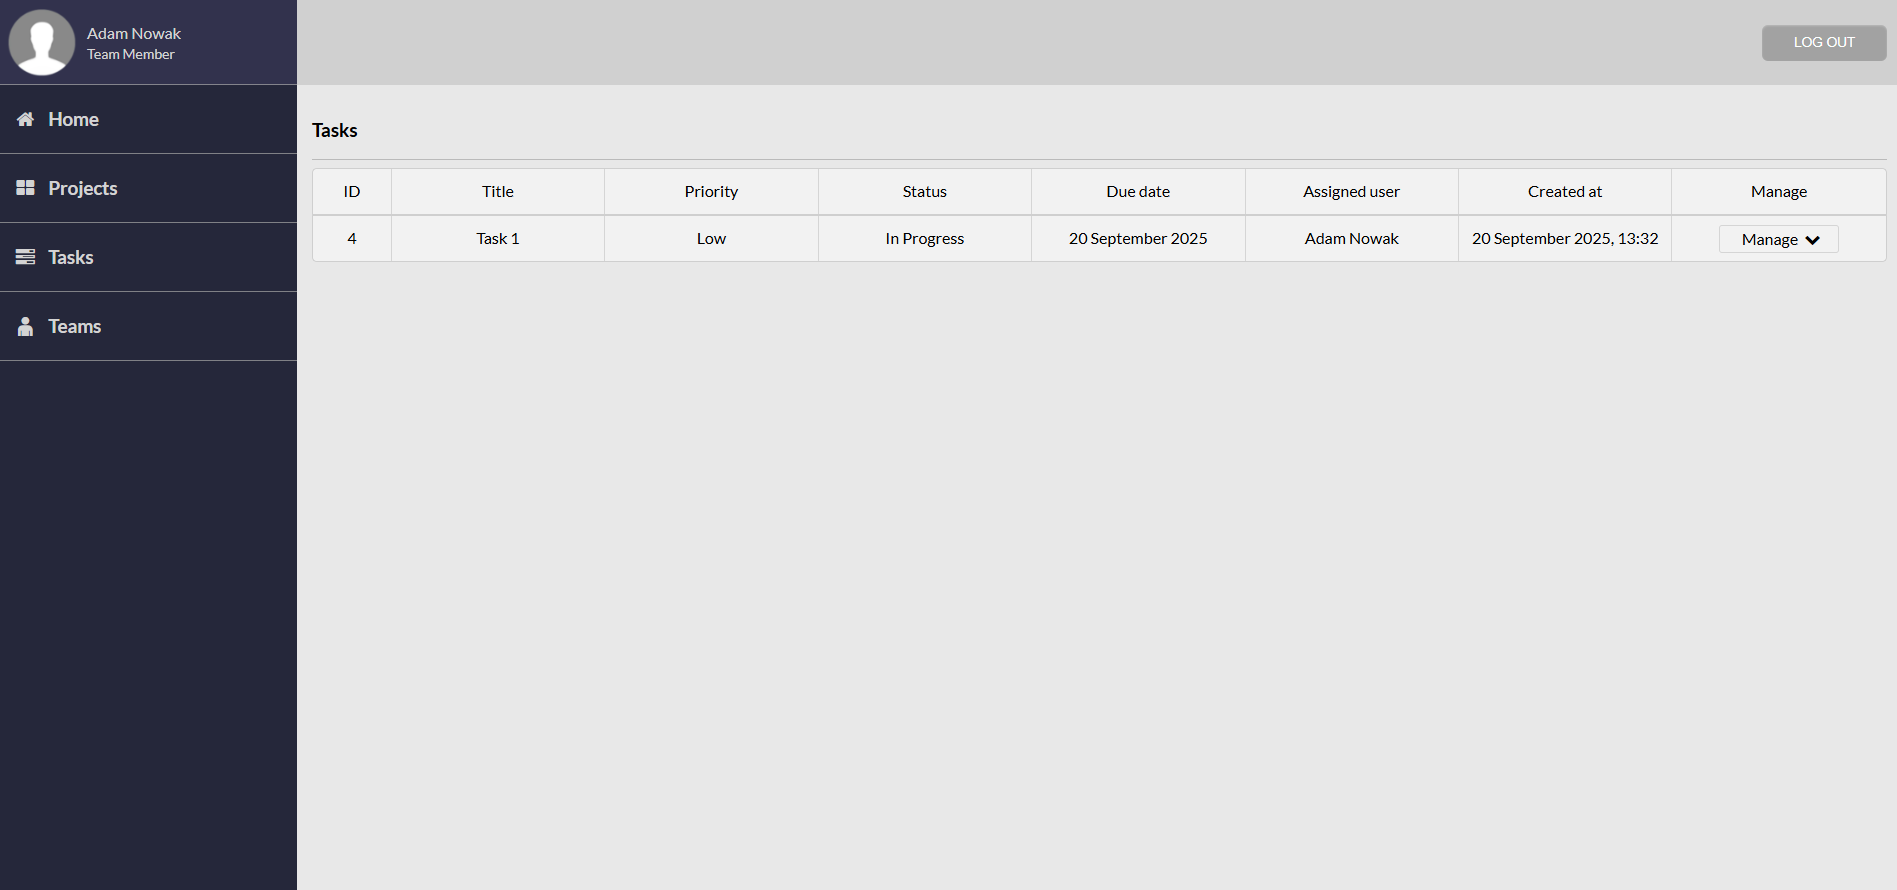 Adam Nowak
Team Member
LOG OUT
Home
Projects
Tasks
Teams
Tasks
ID Title Priority Status Due date Assigned user Created at Manage
4 Task 1 Low In Progress 20 September 2025 Adam Nowak 20 September 2025, 13:32 Manage